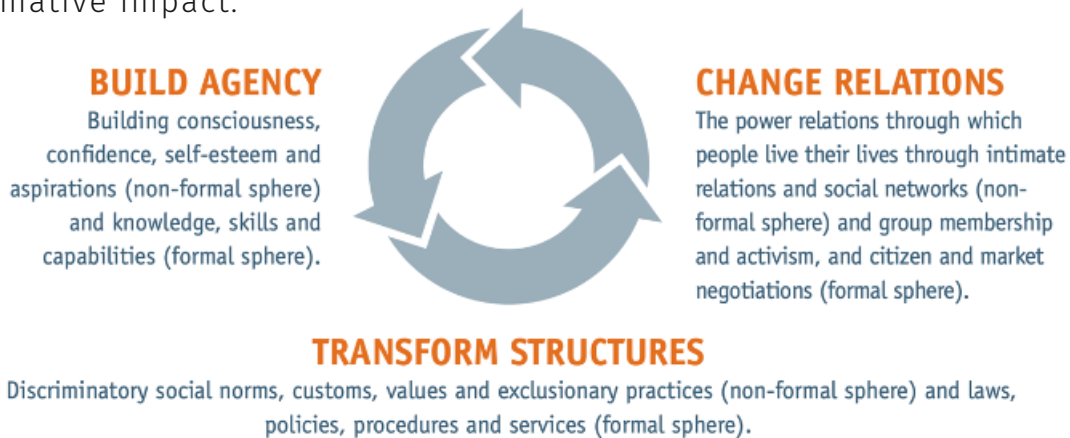 impact.
BUILD AGENCY
Building consciousness,
confidence, self-esteem and
aspirations (non-formal sphere)
and knowledge, skills and
capabilities (formal sphere).
CHANGE RELATIONS
The power relations through which
people live their lives through intimate
relations and social networks (non-
formal sphere) and group membership
and activism, and citizen and market
negotiations (formal sphere).
TRANSFORM STRUCTURES
Discriminatory social norms, customs, values and exclusionary practices (non-formal sphere) and laws,
policies, procedures and services (formal sphere).